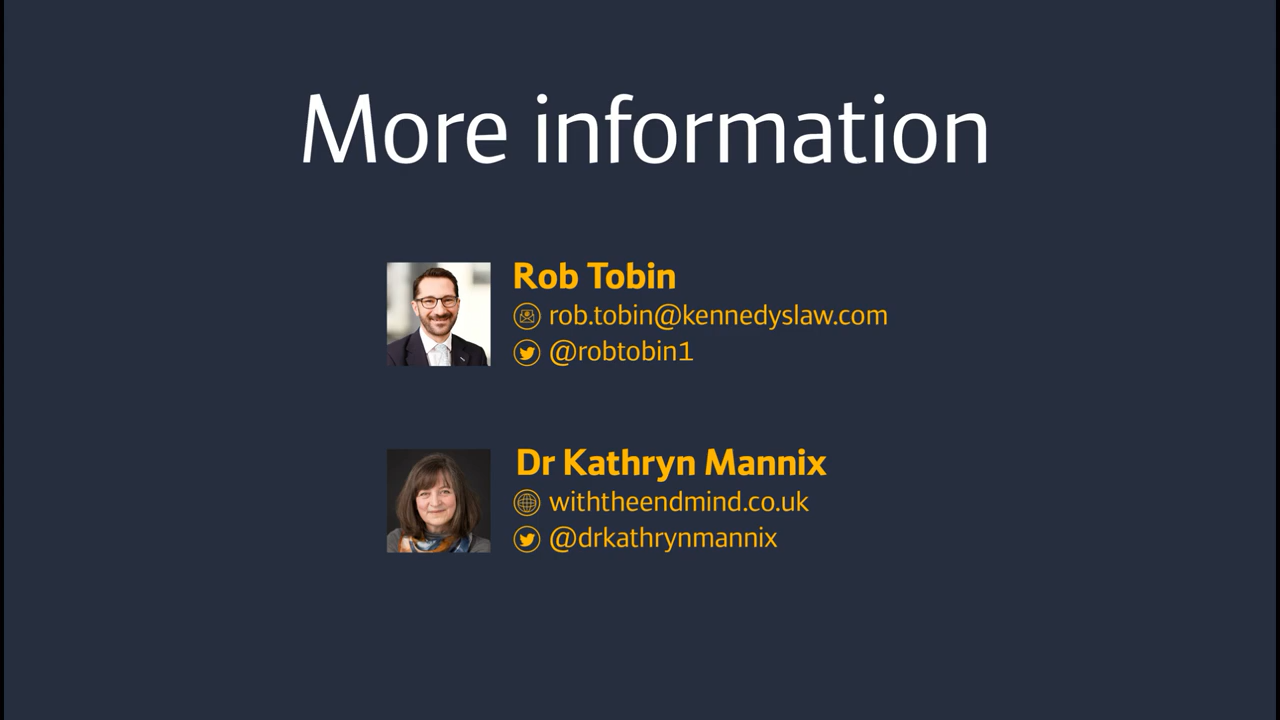 More information
Rob Tobin
rob.tobin@kennedyslaw.com
@robtobin1
Dr Kathryn Mannix
withtheendmind.co.uk
@drkathrynmannix